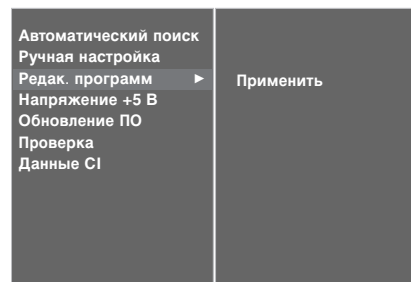 Автоматический поиск
Ручная настройка
Редак. программ ►
Применить
Напряжение +5 В
Обновление ПО
Проверка
Данные CI